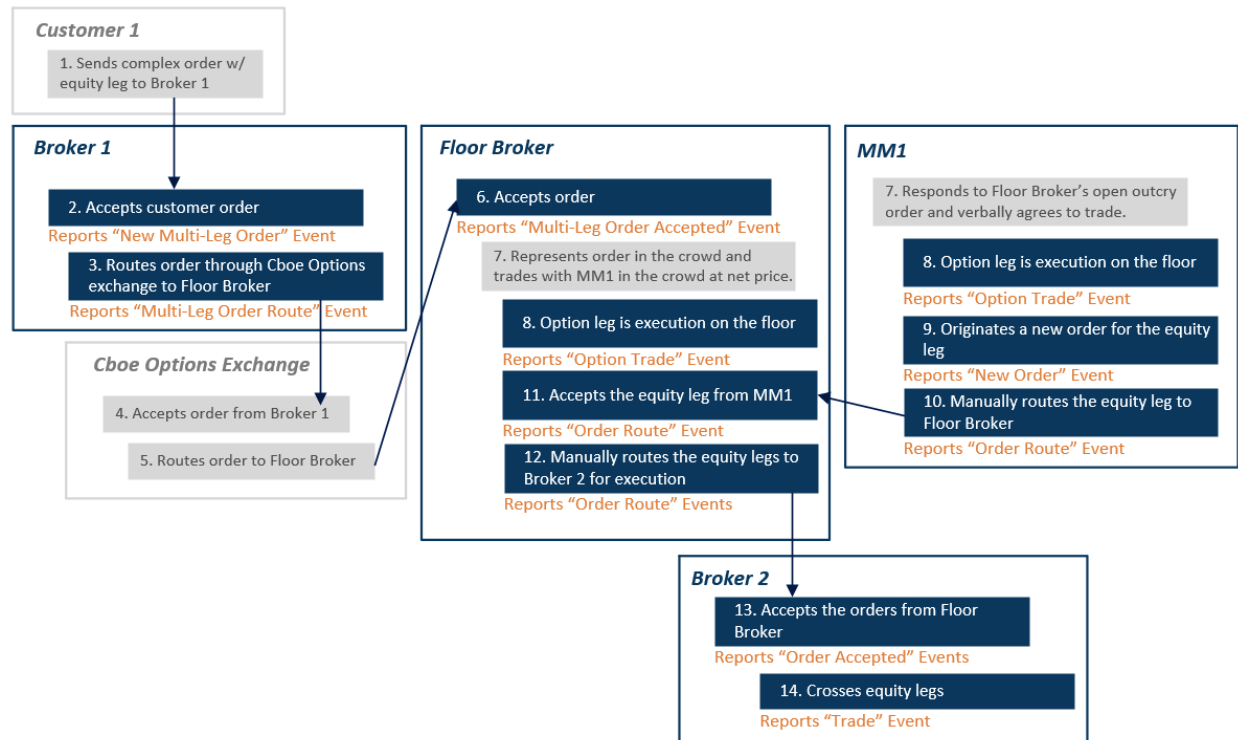 Customer 1
1. Sends complex order w/
equity leg to Broker 1
Broker 1
2. Accepts customer order
Reports “New Multi-Leg Order” Event
3. Routes order through Cboe Options
exchange to Floor Broker
Reports “Multi-Leg Order Route” Event
Cboe Options Exchange
4. Accepts order from Broker 1
5. Routes order to Floor Broker
Floor Broker
6. Accepts order
Reports “Multi-Leg Order Accepted” Event
7. Represents order in the crowd and
trades with MM1 in the crowd at net price.
8. Option leg is execution on the floor
Reports “Option Trade” Event
11. Accepts the equity leg from MM1
Reports “Order Route” Event
12. Manually routes the equity legs to
Broker 2 for execution
Reports “Order Route” Events
MM1
7. Responds to Floor Broker’s open outcry
order and verbally agrees to trade.
8. Option leg is execution on the floor
Reports “Option Trade” Event
9. Originates a new order for the equity
leg
Reports “New Order” Event
10. Manually routes the equity leg to
Floor Broker
Reports “Order Route” Event
Broker 2
13. Accepts the orders from Floor
Broker
Reports “Order Accepted” Events
14. Crosses equity legs
Reports “Trade” Event